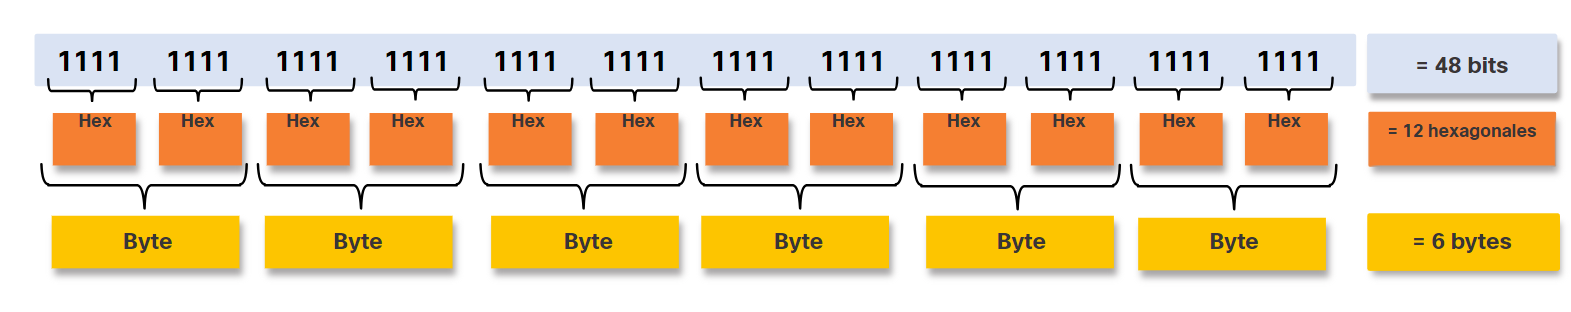 1111 1111 1111 1111 1111 1111 1111 1111 1111 1111 1111 1111 = 48 bits
Hex Hex Hex Hex Hex Hex Hex Hex Hex Hex Hex Hex = 12 hexagonales
Byte Byte Byte Byte Byte Byte = 6 bytes